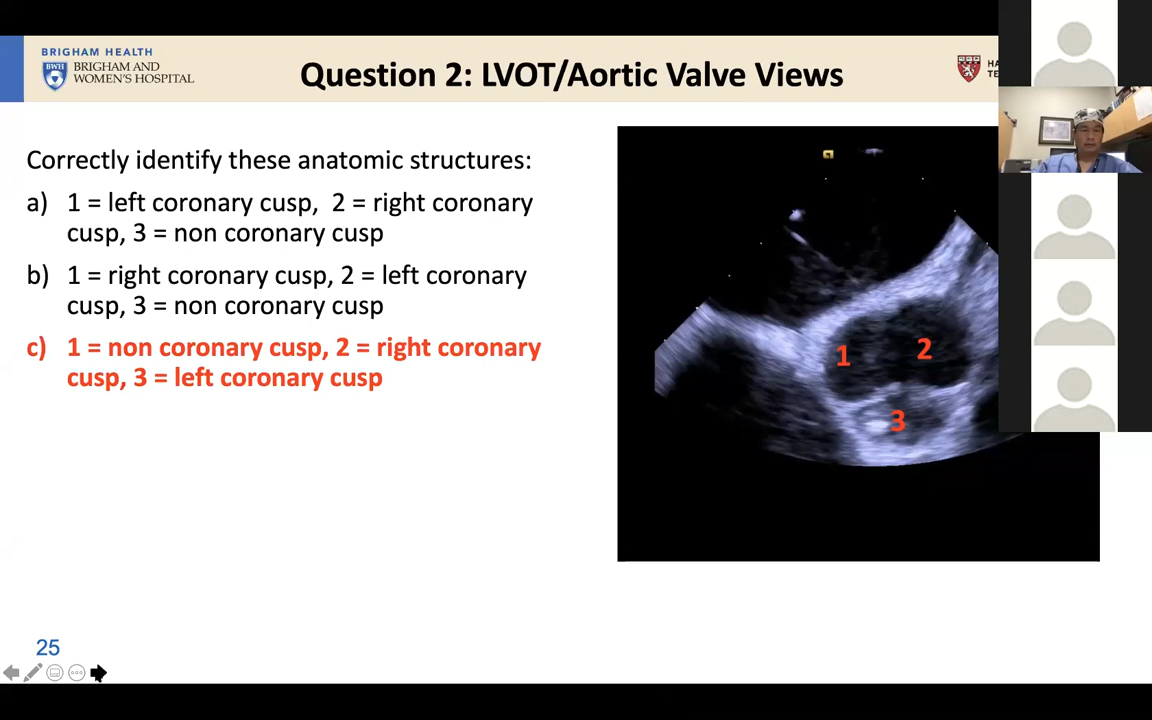 BRIGHAM HEALTH
BWH
BRIGHAM AND
WOMEN'S HOSPITAL
Question 2: LVOT/Aortic Valve Views
Correctly identify these anatomic structures:
a) 1 = left coronary cusp, 2 = right coronary
cusp, 3 = non coronary cusp
b) 1 = right coronary cusp, 2 = left coronary
cusp, 3 = non coronary cusp
c) 1 = non coronary cusp, 2 = right coronary
cusp, 3 = left coronary cusp
1
2
3
25